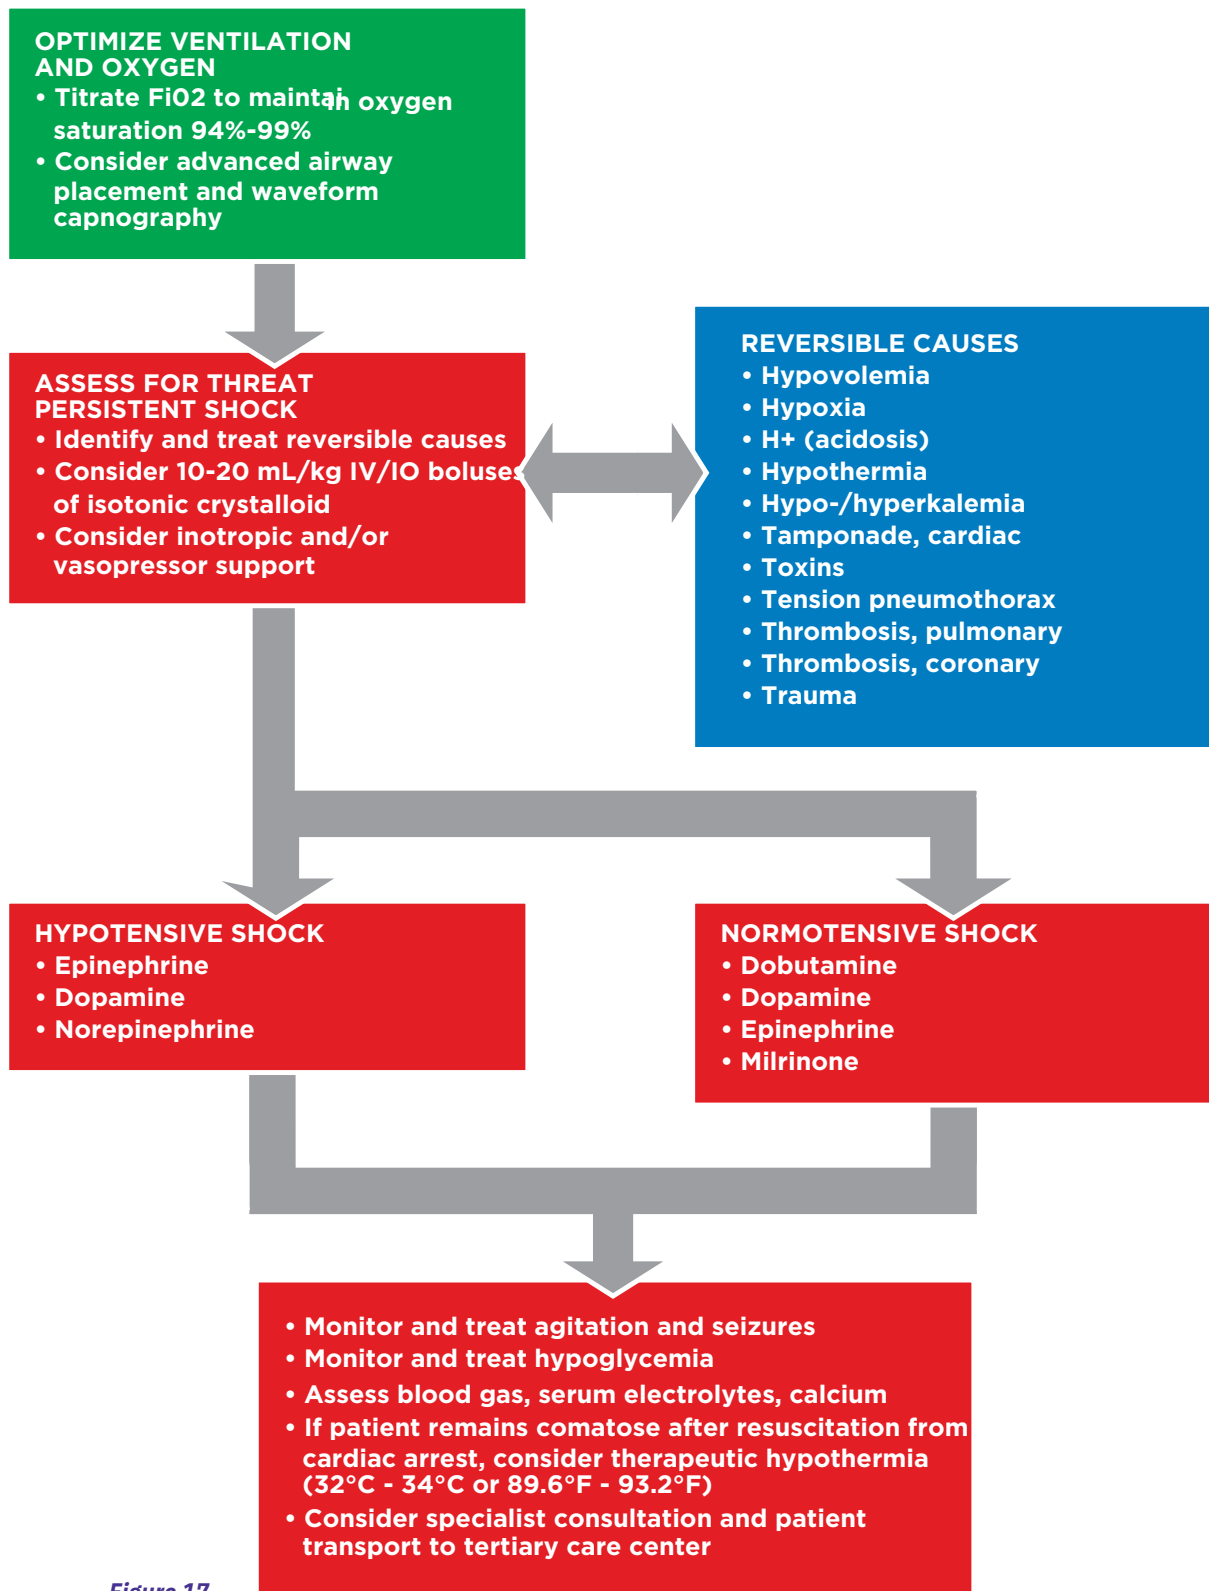 OPTIMIZE VENTILATION
AND OXYGEN
• Titrate Fi02 to maintain oxygen
saturation 94%-99%
• Consider advanced airway
placement and waveform
capnography
ASSESS FOR THREAT
PERSISTENT SHOCK
• Identify and treat reversible causes
• Consider 10-20 mL/kg IV/IO boluses
of isotonic crystalloid
• Consider inotropic and/or
vasopressor support
REVERSIBLE CAUSES
• Hypovolemia
• Hypoxia
• H+ (acidosis)
• Hypothermia
• Hypo-/hyperkalemia
• Tamponade, cardiac
• Toxins
• Tension pneumothorax
• Thrombosis, pulmonary
• Thrombosis, coronary
• Trauma
HYPOTENSIVE SHOCK
• Epinephrine
• Dopamine
• Norepinephrine
NORMOTENSIVE SHOCK
• Dobutamine
• Dopamine
• Epinephrine
• Milrinone
• Monitor and treat agitation and seizures
• Monitor and treat hypoglycemia
• Assess blood gas, serum electrolytes, calcium
• If patient remains comatose after resuscitation from
cardiac arrest, consider therapeutic hypothermia
(32°C - 34°C or 89.6°F - 93.2°F)
• Consider specialist consultation and patient
transport to tertiary care center
Figure 17